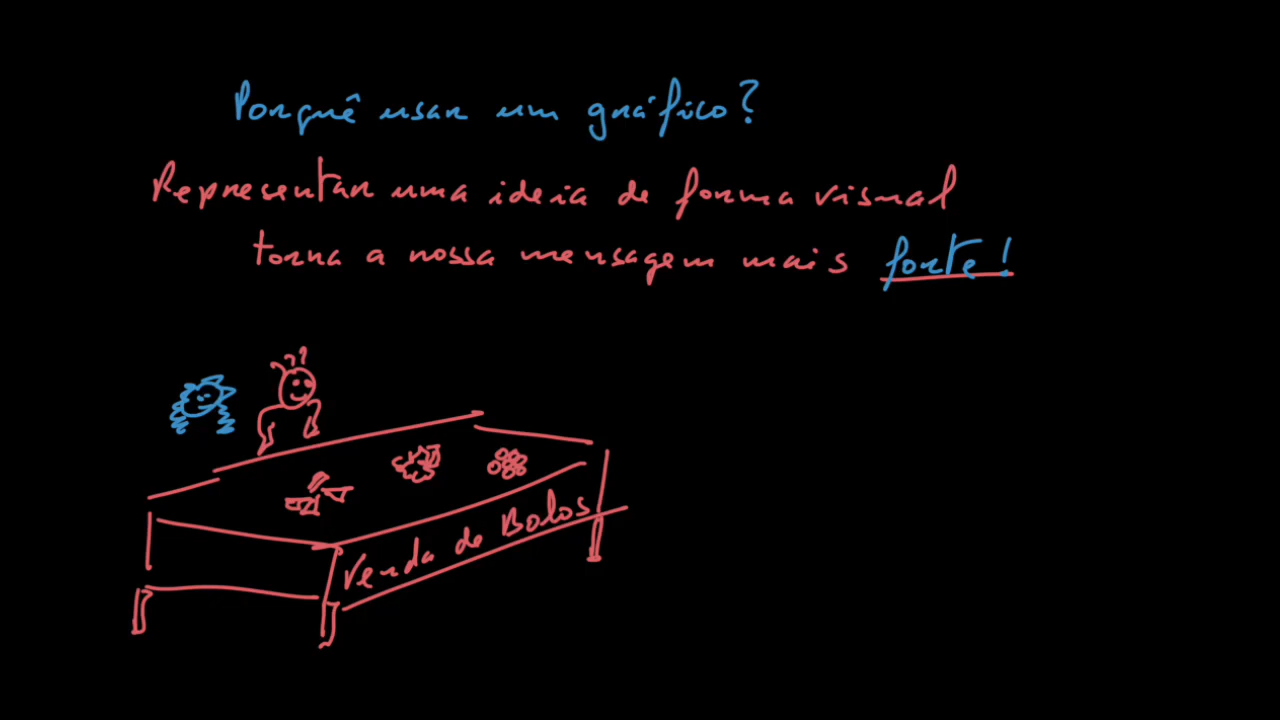 Porquê usar um gráfico?
Representar uma ideia de forma visual
torna a nossa mensagem mais forte!
Venda de Bolos